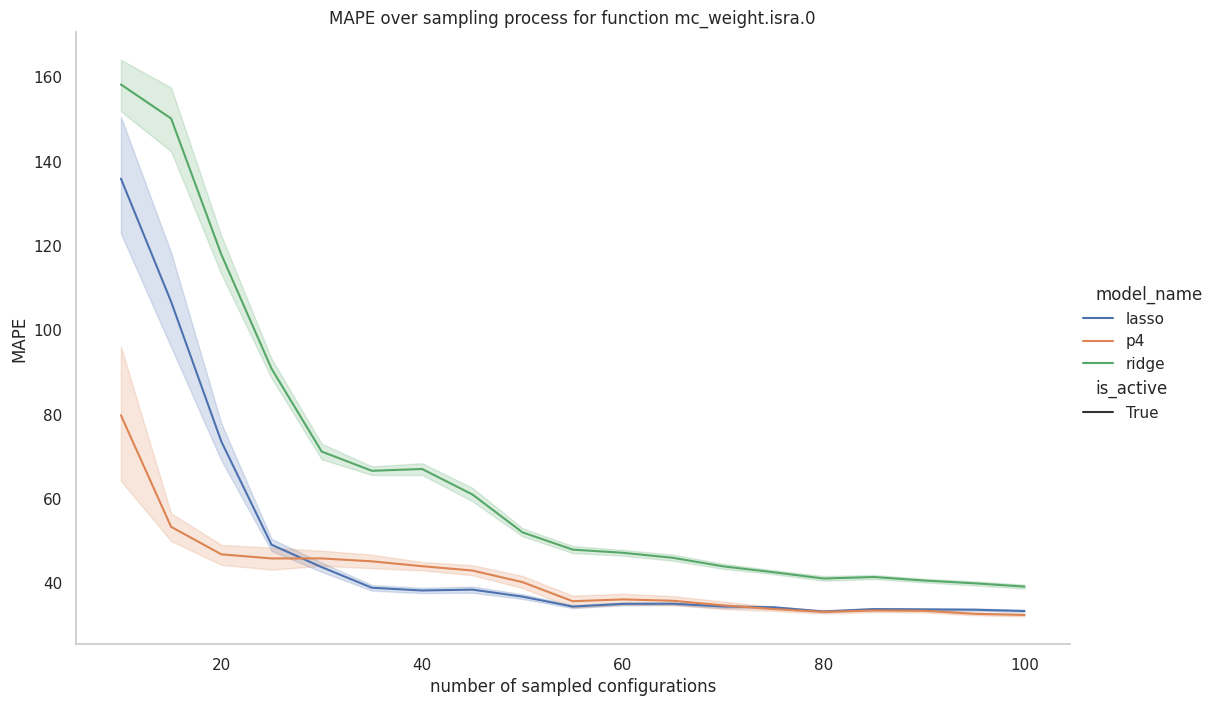 MAPE over sampling process for function mc_weight.isra.0
MAPE
160
140
120
100
80
60
40
20
40
60
80
100
number of sampled configurations
model_name
lasso
p4
ridge
is_active
True